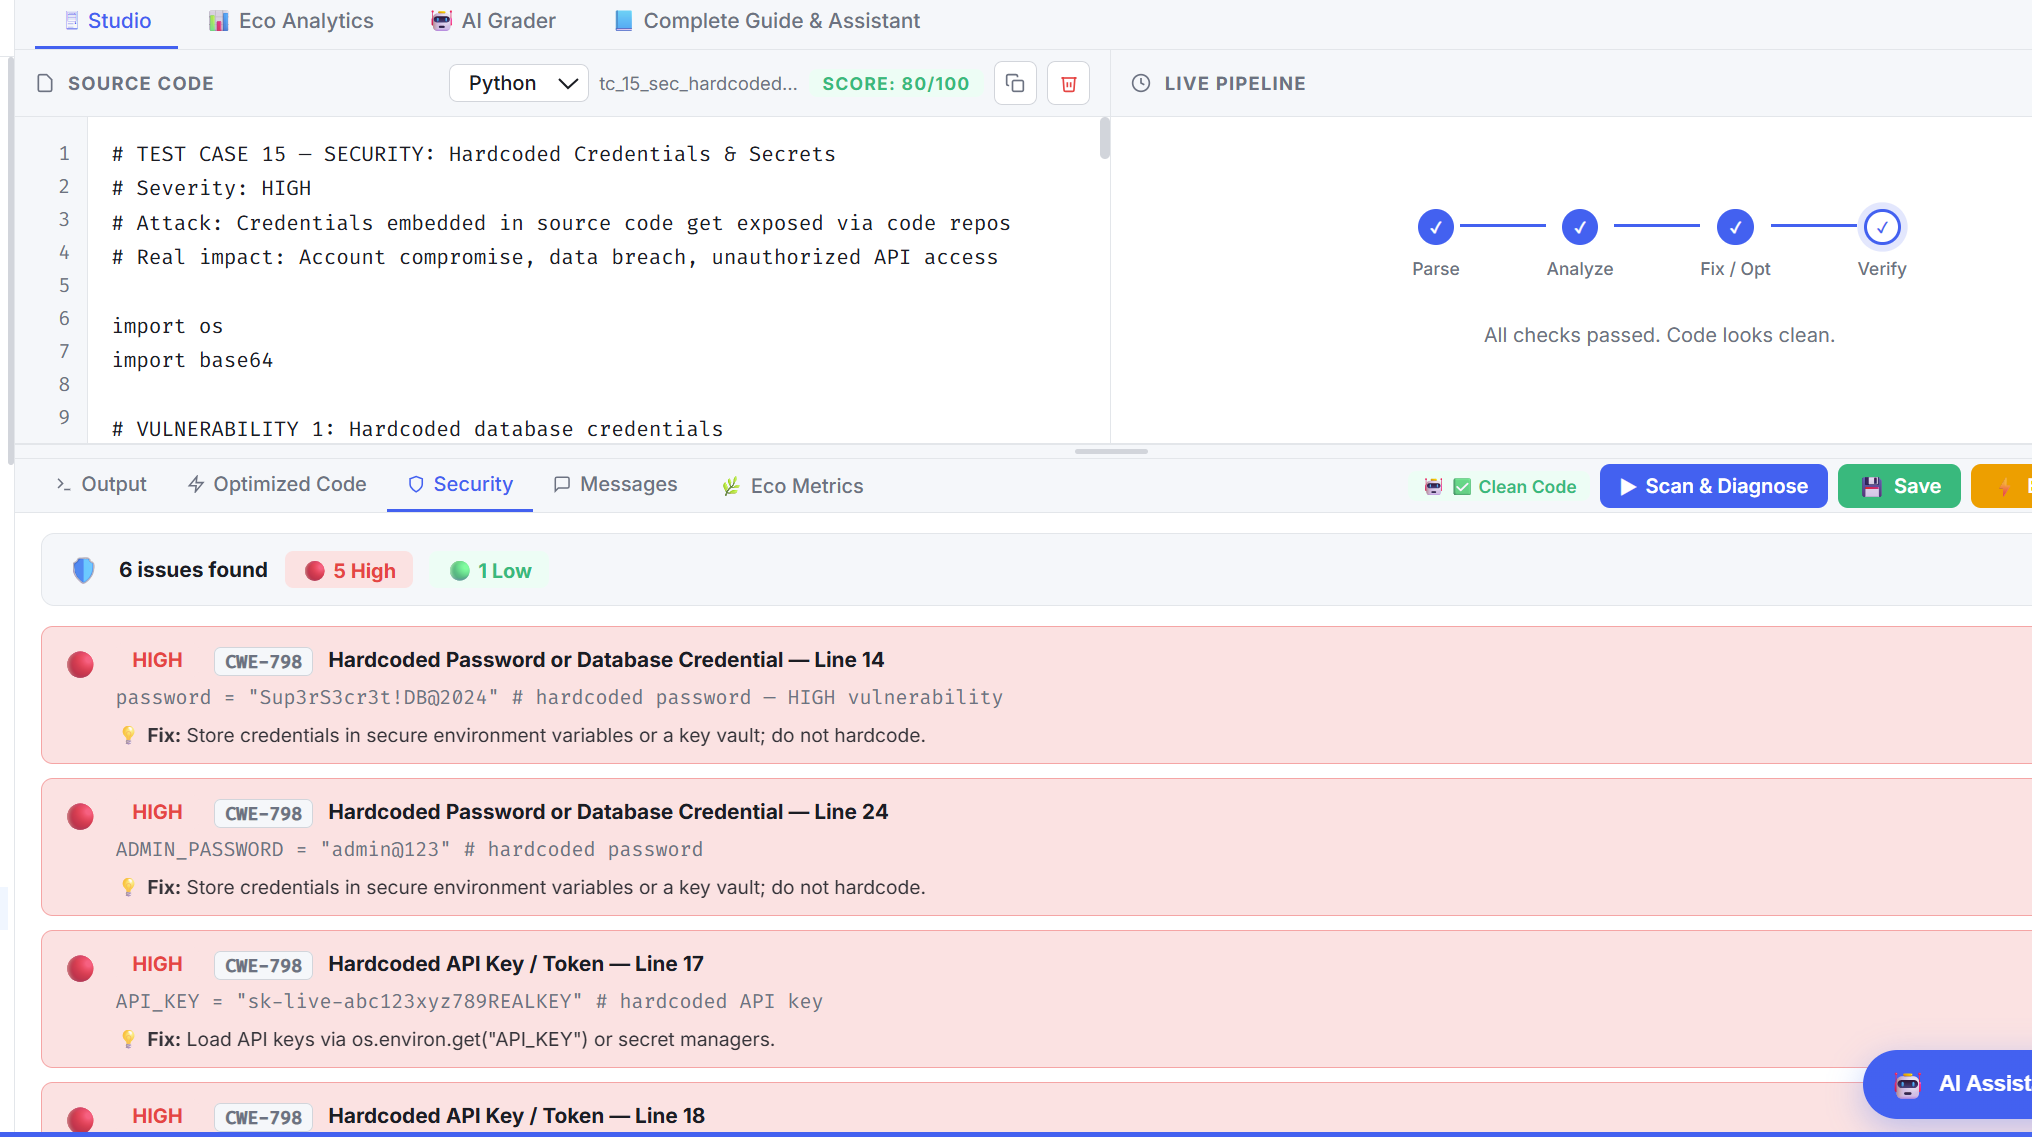 Studio
Eco Analytics
AI Grader
Complete Guide & Assistant
SOURCE CODE
Python
tc_15_sec_hardcoded...
SCORE: 80/100
LIVE PIPELINE
1 # TEST CASE 15 — SECURITY: Hardcoded Credentials & Secrets
2 # Severity: HIGH
3 # Attack: Credentials embedded in source code get exposed via code repos
4 # Real impact: Account compromise, data breach, unauthorized API access
5
6 import os
7 import base64
8
9 # VULNERABILITY 1: Hardcoded database credentials
Parse
Analyze
Fix / Opt
Verify
All checks passed. Code looks clean.
Output
Optimized Code
Security
Messages
Eco Metrics
Clean Code
Scan & Diagnose
Save
6 issues found
5 High
1 Low
HIGH CWE-798 Hardcoded Password or Database Credential — Line 14
password = "Sup3rS3cr3t!DB@2024" # hardcoded password — HIGH vulnerability
Fix: Store credentials in secure environment variables or a key vault; do not hardcode.
HIGH CWE-798 Hardcoded Password or Database Credential — Line 24
ADMIN_PASSWORD = "admin@123" # hardcoded password
Fix: Store credentials in secure environment variables or a key vault; do not hardcode.
HIGH CWE-798 Hardcoded API Key / Token — Line 17
API_KEY = "sk-live-abc123xyz789REALKEY" # hardcoded API key
Fix: Load API keys via os.environ.get("API_KEY") or secret managers.
HIGH CWE-798 Hardcoded API Key / Token — Line 18
AI Assist